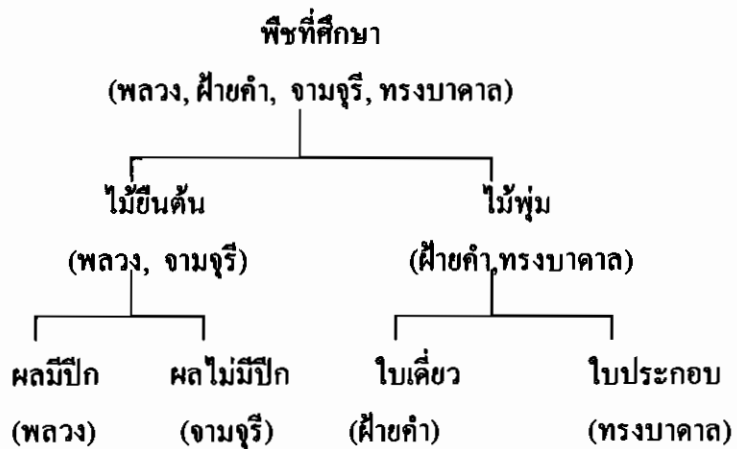 พืชที่ศึกษา
(พลวง, ฝ้ายคำ, จามจุรี, ทรงบาดาล)
ไม้ยืนต้น ไม้พุ่ม
(พลวง, จามจุรี) (ฝ้ายคำ,ทรงบาดาล)
ผลมีปีก ผลไม่มีปีก ใบเดี่ยว ใบประกอบ
(พลวง) (จามจุรี) (ฝ้ายคำ) (ทรงบาดาล)